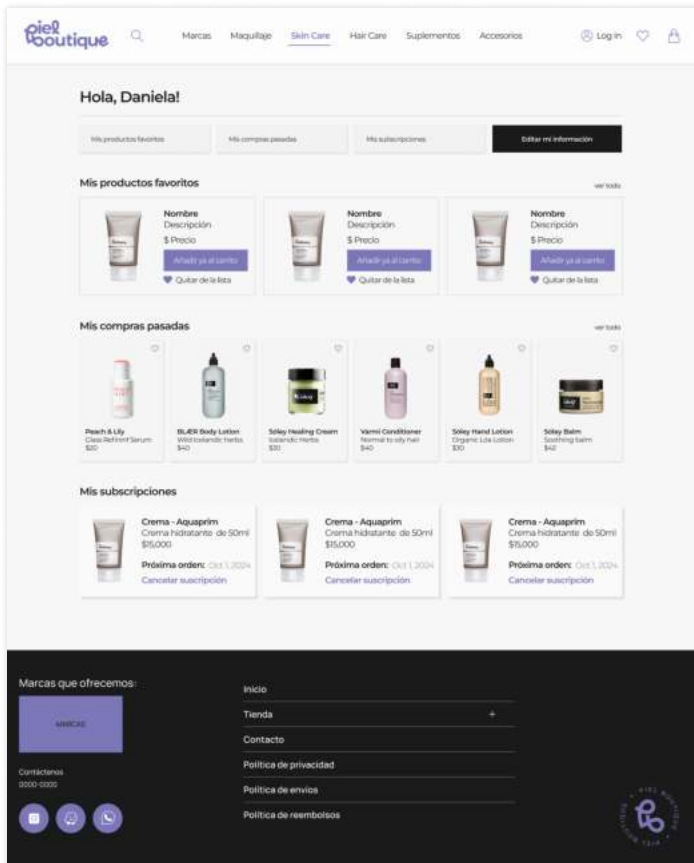 piel boutique
Marcas Maquillaje Skin Care Hair Care Suplementos Accesorios Log in
Hola, Daniela!
Mis productos favoritos Mis compras pasadas Mis subscripciones Editar mi información
Mis productos favoritos ver todo
Nombre Nombre Nombre
Descripción Descripción Descripción
$ Precio $ Precio $ Precio
Añadir ya al carrito Añadir ya al carrito Añadir ya al carrito
Quitar de la lista Quitar de la lista Quitar de la lista
Mis compras pasadas ver todo
Peach & Lily BLÆR Body Lotion Sóley Healing Cream Varmi Conditioner Sóley Hand Lotion Sóley Balm
Glass Serum Wild Icelandic herbs Icelandic Herbs Normal to oily hair Organic Lóa Lotion Soothing balm
$20 $40 $30 $40 $30 $40
Mis subscripciones
Crema - Aquaprim Crema - Aquaprim Crema - Aquaprim
Crema hidratante de 50ml Crema hidratante de 50ml Crema hidratante de 50ml
$15,000 $15,000 $15,000
Próxima orden: Oct 1, 2024 Próxima orden: Oct 1, 2024 Próxima orden: Oct 1, 2024
Cancelar suscripción Cancelar suscripción Cancelar suscripción
Marcas que ofrecemos:
MARCAS
Contáctenos
0000-0000
Inicio
Tienda +
Contacto
Política de privacidad
Política de envíos
Política de reembolsos
PIEL BOUTIQUE • PIEL BOUTIQUE •